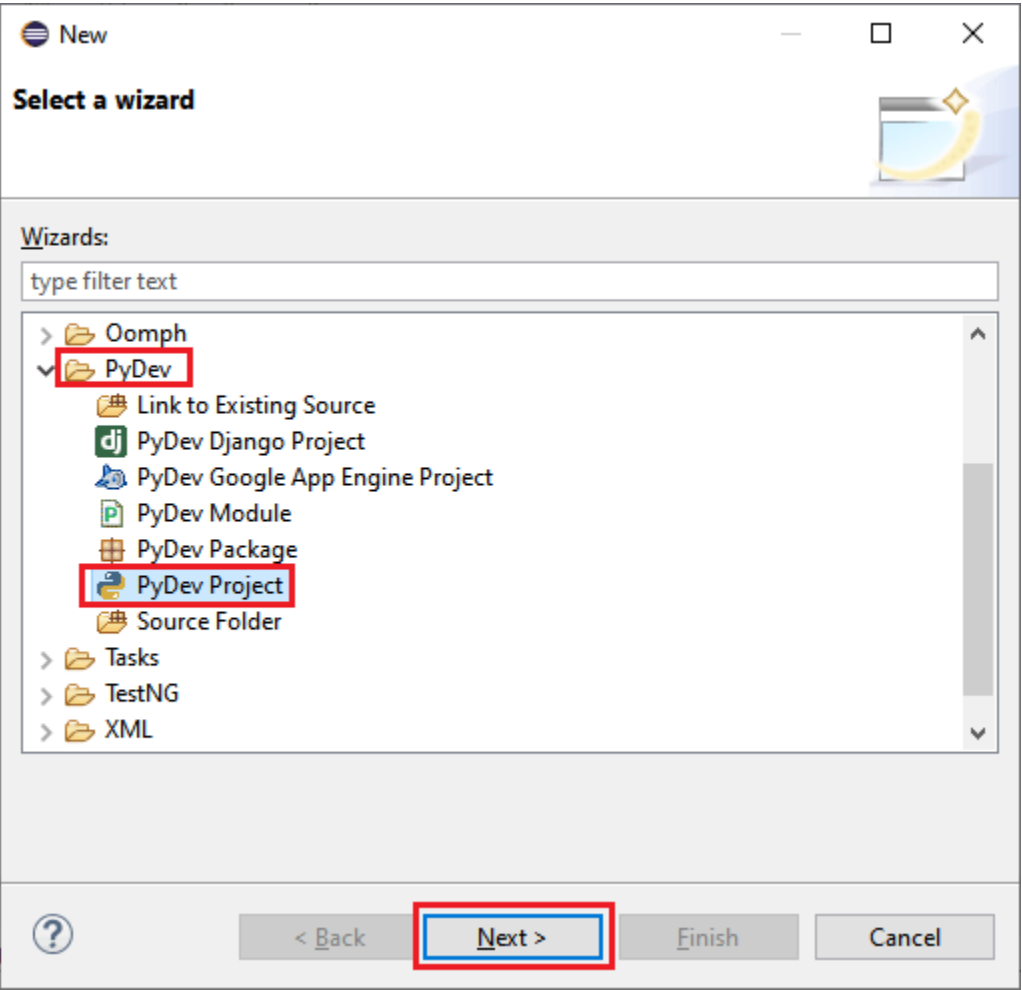 New
Select a wizard
Wizards:
type filter text
Oomph
PyDev
Link to Existing Source
dj PyDev Django Project
PyDev Google App Engine Project
P PyDev Module
PyDev Package
PyDev Project
Source Folder
Tasks
TestNG
XML
? < Back Next > Finish Cancel